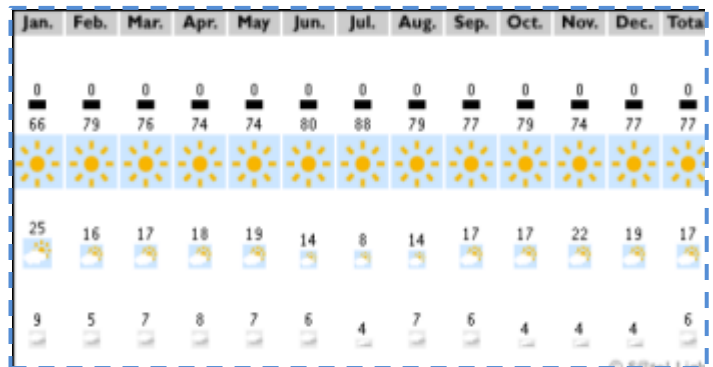 Jan. Feb. Mar. Apr. May Jun. Jul. Aug. Sep. Oct. Nov. Dec. Tota
0 0 0 0 0 0 0 0 0 0 0 0 0
66 79 76 74 74 80 88 79 77 79 74 77 77
25 16 17 18 19 14 8 14 17 17 22 19 17
9 5 7 8 7 6 4 7 6 4 4 4 6